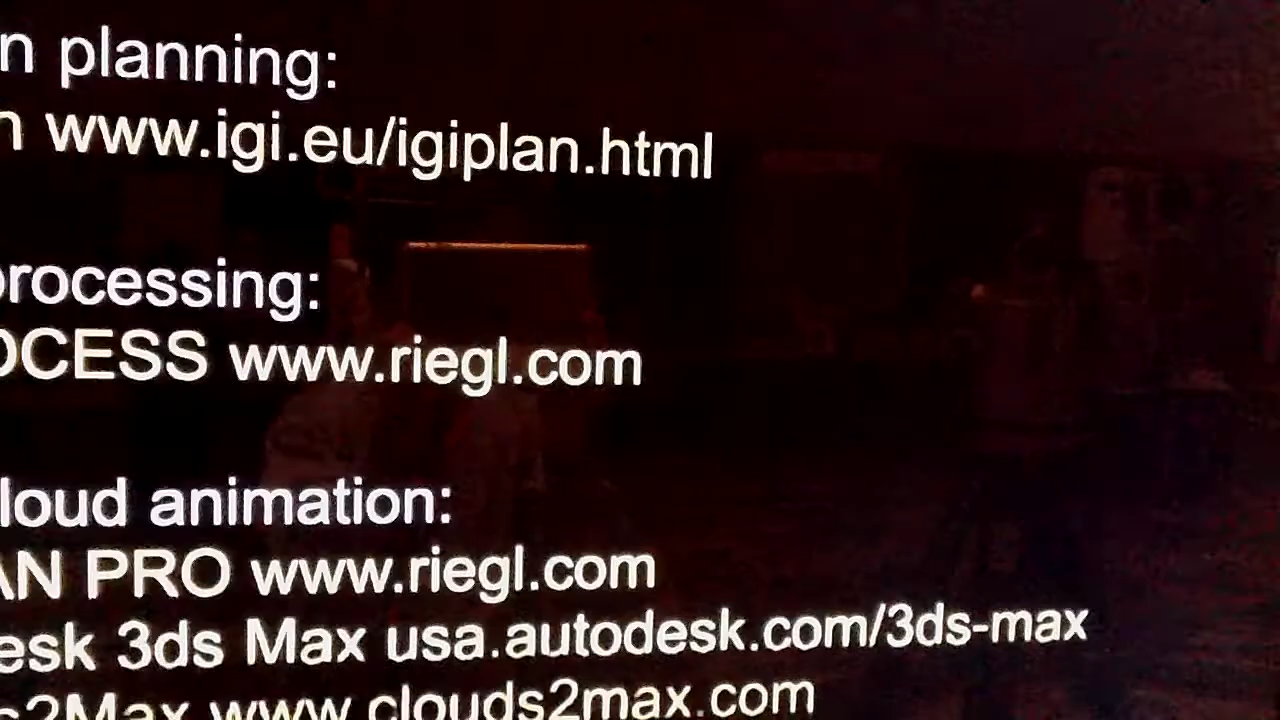 n planning:
n www.igi.eu/igiplan.html
processing:
OCESS www.riegl.com
loud animation:
AN PRO www.riegl.com
esk 3ds Max usa.autodesk.com/3ds-max
s2Max www.clouds2max.com